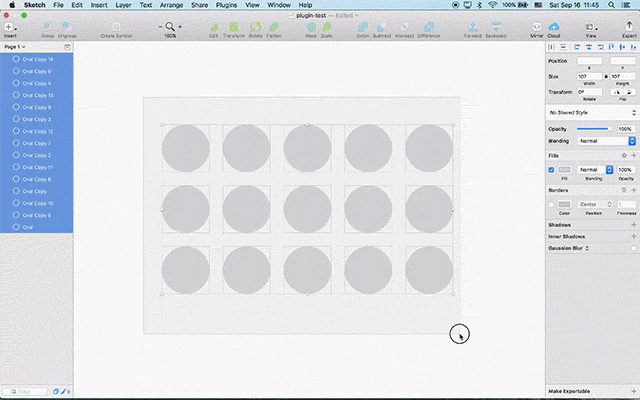 Sketch File Edit Insert Layer Text Arrange Share Plugins View Window Help
100% Sat Sep 16 11:45
plugin-test — Edited
Insert Group Ungroup Create Symbol 100% Edit Transform Rotate Flatten Mask Scale Union Subtract Intersect Difference Forward Backward Mirror Cloud View Export
Page 1
Oval Copy 14
Oval Copy 9
Oval Copy 4
Oval Copy 13
Oval Copy 8
Oval Copy 3
Oval Copy 12
Oval Copy 7
Oval Copy 2
Oval Copy 11
Oval Copy 6
Oval Copy
Oval Copy 10
Oval Copy 5
Oval
Filter
Position
X Y
Size 107 107
Width Height
Transform 0°
Rotate Flip
No Shared Style
Opacity 100%
Blending Normal
Fills
Normal 100%
Fill Blending Opacity
Borders
Center 1
Color Position Thickness
Shadows
Inner Shadows
Gaussian Blur
Make Exportable